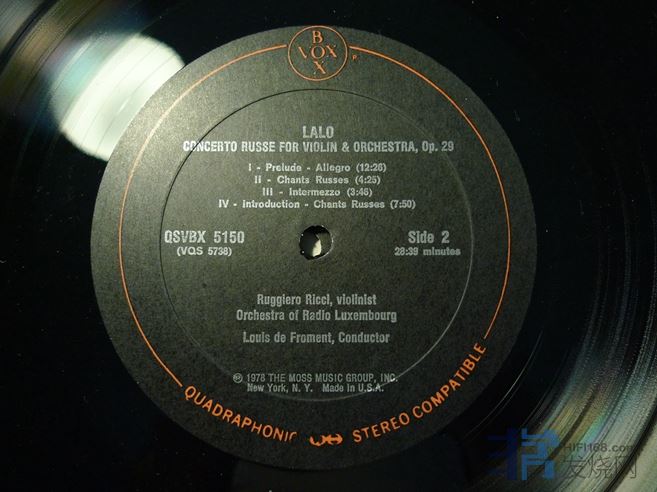 VOX
BOX
P
LALO
CONCERTO RUSSE FOR VIOLIN & ORCHESTRA, Op. 29
I - Prelude - Allegro (12:26)
II - Chants Russes (4:25)
III - Intermezzo (3:46)
IV - Introduction - Chants Russes (7:50)
QSVBX 5150
(VQS 5738)
Side 2
28:39 minutes
Ruggiero Ricci, violinist
Orchestra of Radio Luxembourg
Louis de Froment, Conductor
℗ 1978 THE MOSS MUSIC GROUP, INC.
New York, N. Y. Made in U.S.A.
QUADRAPHONIC QS STEREO COMPATIBLE
HIFI168.com
发烧网